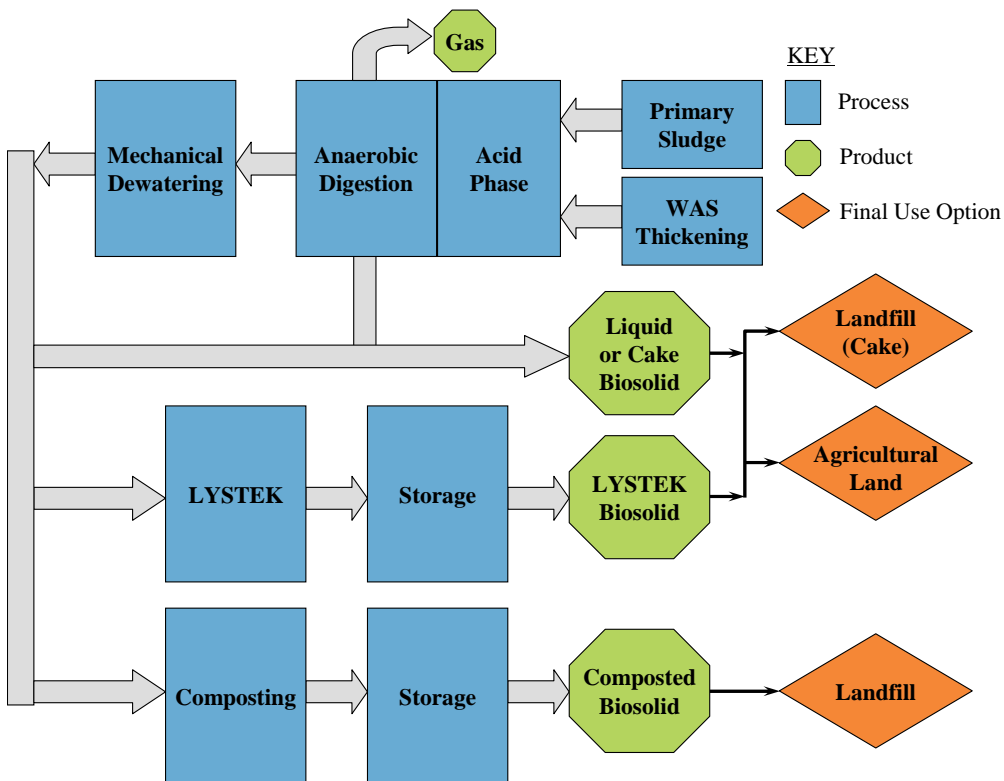 Gas
KEY
Process
Product
Final Use Option
Mechanical
Dewatering
Anaerobic
Digestion
Acid
Phase
Primary
Sludge
WAS
Thickening
Liquid
or Cake
Biosolid
Landfill
(Cake)
LYSTEK
Storage
LYSTEK
Biosolid
Agricultural
Land
Composting
Storage
Composted
Biosolid
Landfill